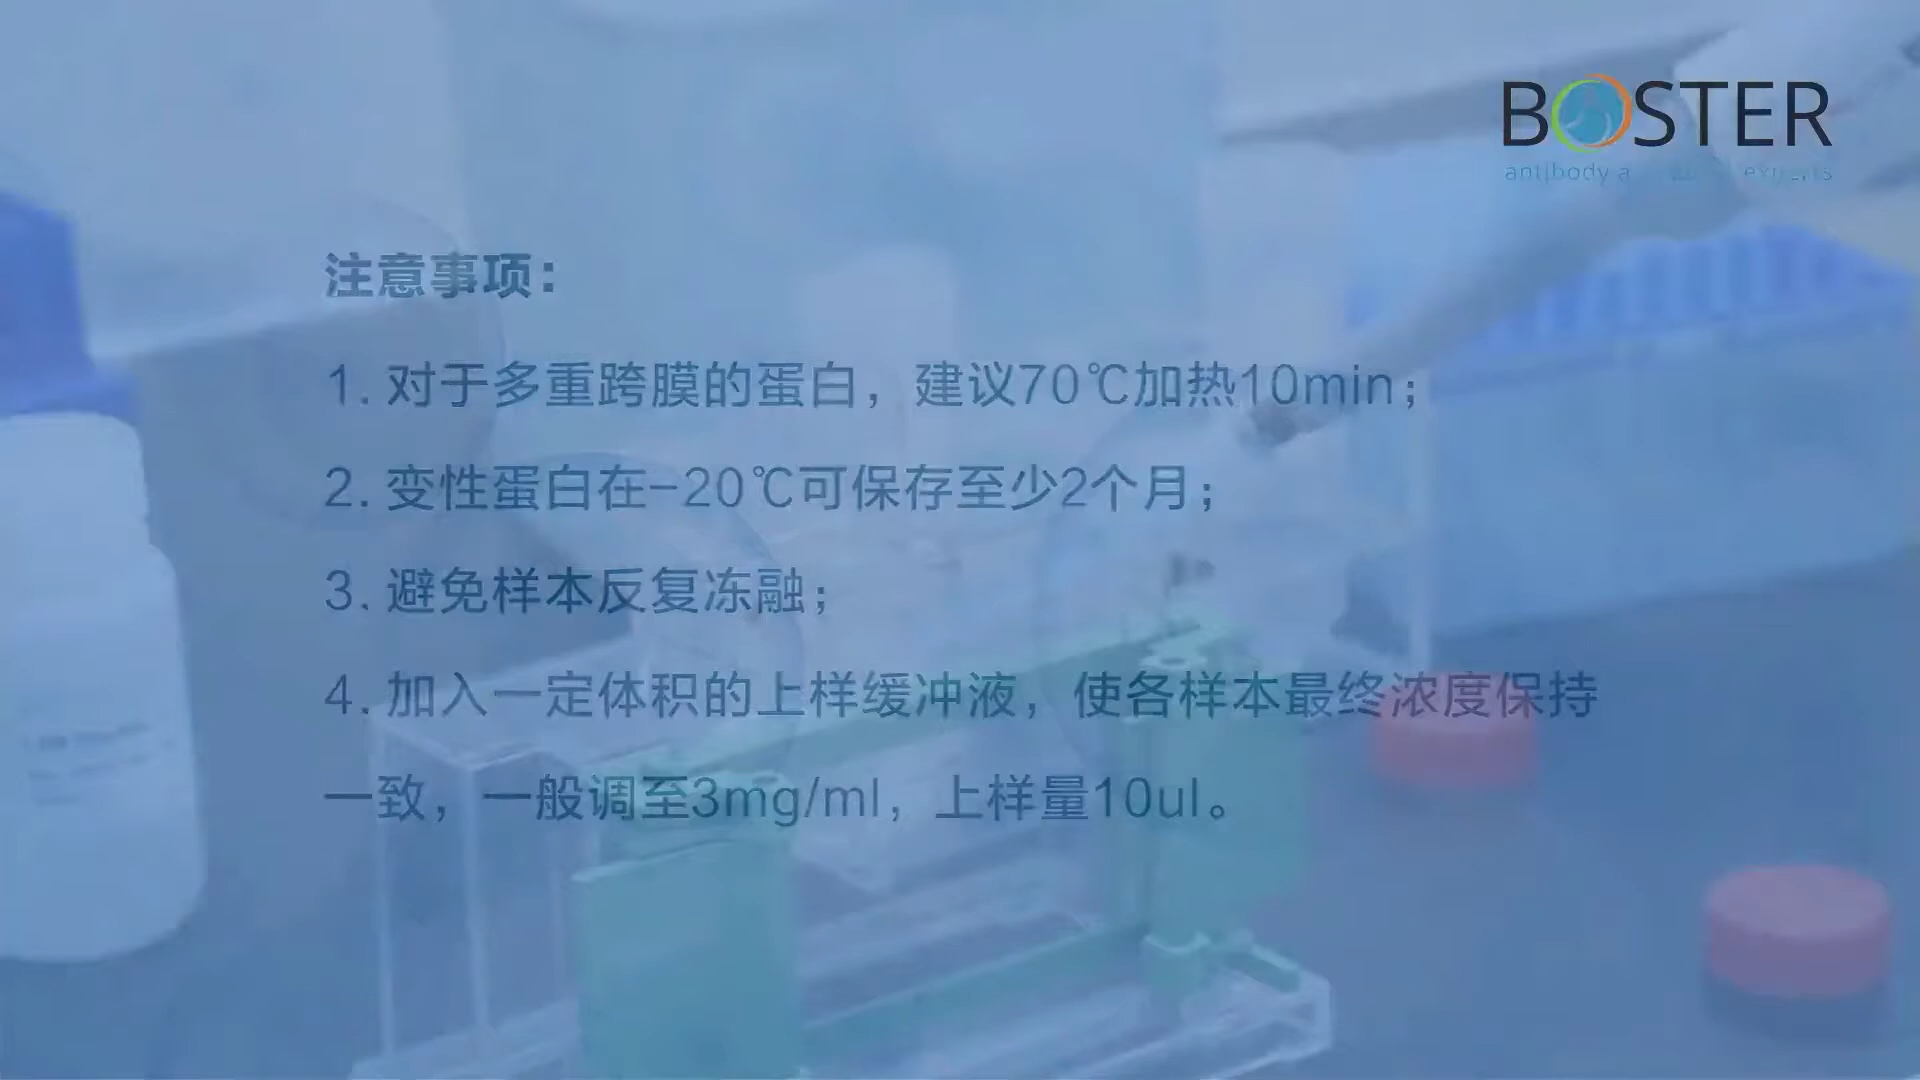 BOSTER
antibody a
注意事项：
1. 对于多重跨膜的蛋白，建议70℃加热10min；
2. 变性蛋白在-20℃可保存至少2个月；
3. 避免样本反复冻融；
4. 加入一定体积的上样缓冲液，使各样本最终浓度保持
一致，一般调至3mg/ml，上样量10ul。